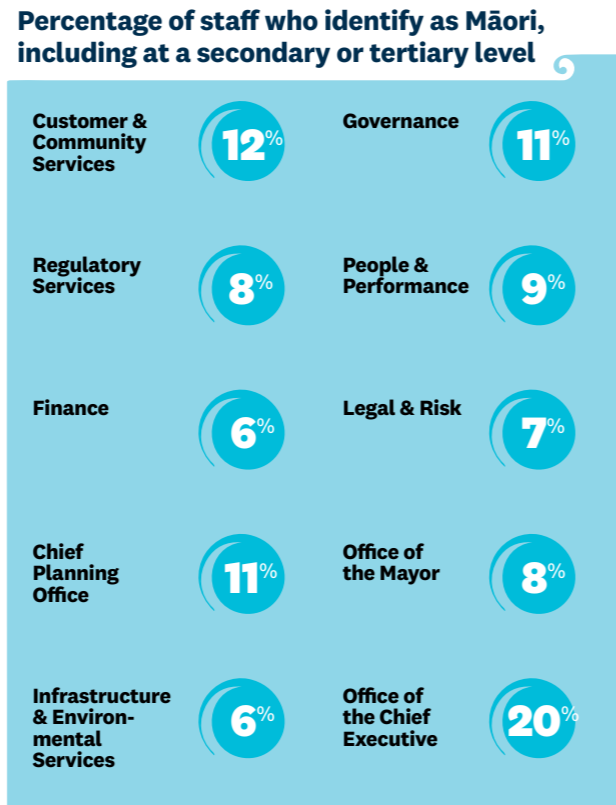 Percentage of staff who identify as Māori,
including at a secondary or tertiary level
Customer &
Community
Services
12%
Governance
11%
Regulatory
Services
8%
People &
Performance
9%
Finance
6%
Legal & Risk
7%
Chief
Planning
Office
11%
Office of
the Mayor
8%
Infrastructure
& Environ-
mental
Services
6%
Office of
the Chief
Executive
20%